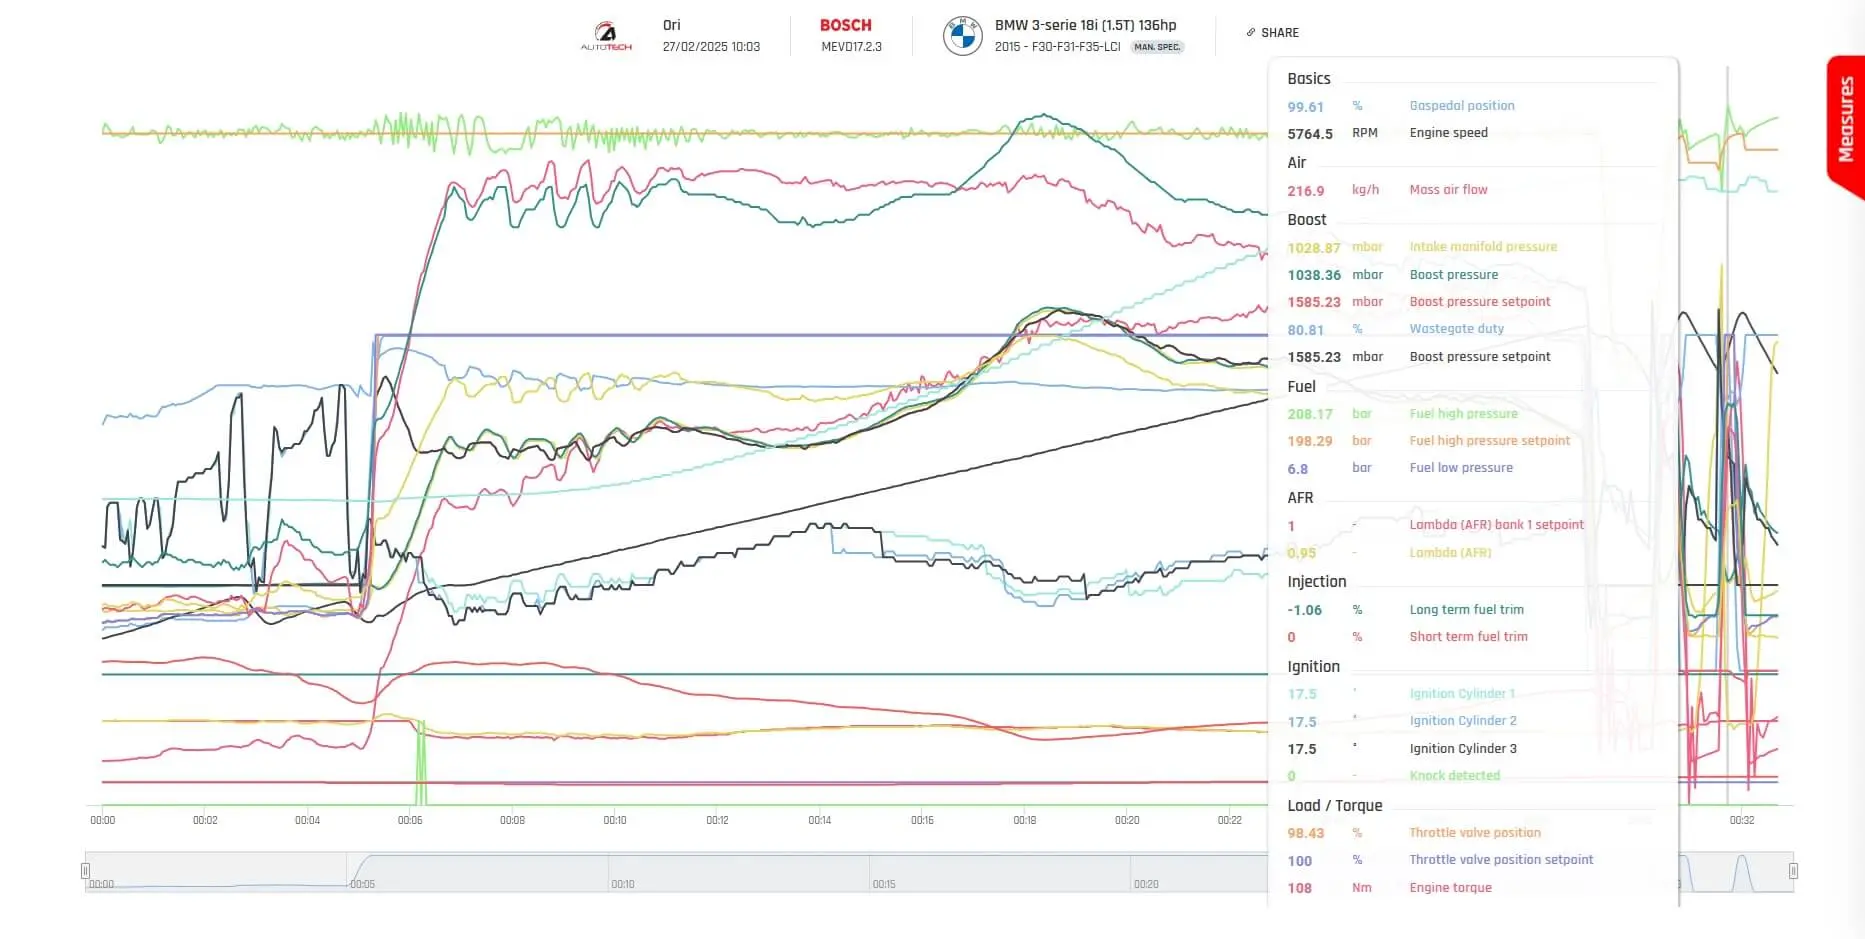 Ori
27/02/2025 10:03
AUTOTECH
BOSCH
MEVD17.2.3
BMW
BMW 3-serie 18i (1.5T) 136hp
2015 - F30-F31-F35-LCI MAN. SPEC.
SHARE
Measures
Basics
99.61 % Gaspedal position
5764.5 RPM Engine speed
Air
216.9 kg/h Mass air flow
Boost
1028.87 mbar Intake manifold pressure
1038.36 mbar Boost pressure
1585.23 mbar Boost pressure setpoint
80.81 % Wastegate duty
1585.23 mbar Boost pressure setpoint
Fuel
208.17 bar Fuel high pressure
198.29 bar Fuel high pressure setpoint
6.8 bar Fuel low pressure
AFR
1 - Lambda (AFR) bank 1 setpoint
0.95 - Lambda (AFR)
Injection
-1.06 % Long term fuel trim
0 % Short term fuel trim
Ignition
17.5 ° Ignition Cylinder 1
17.5 ° Ignition Cylinder 2
17.5 ° Ignition Cylinder 3
0 - Knock detected
Load / Torque
98.43 % Throttle valve position
100 % Throttle valve position setpoint
108 Nm Engine torque
00:00 00:02 00:04 00:06 00:08 00:10 00:12 00:14 00:16 00:18 00:20 00:22 00:32
00:00 00:05 00:10 00:15 00:20